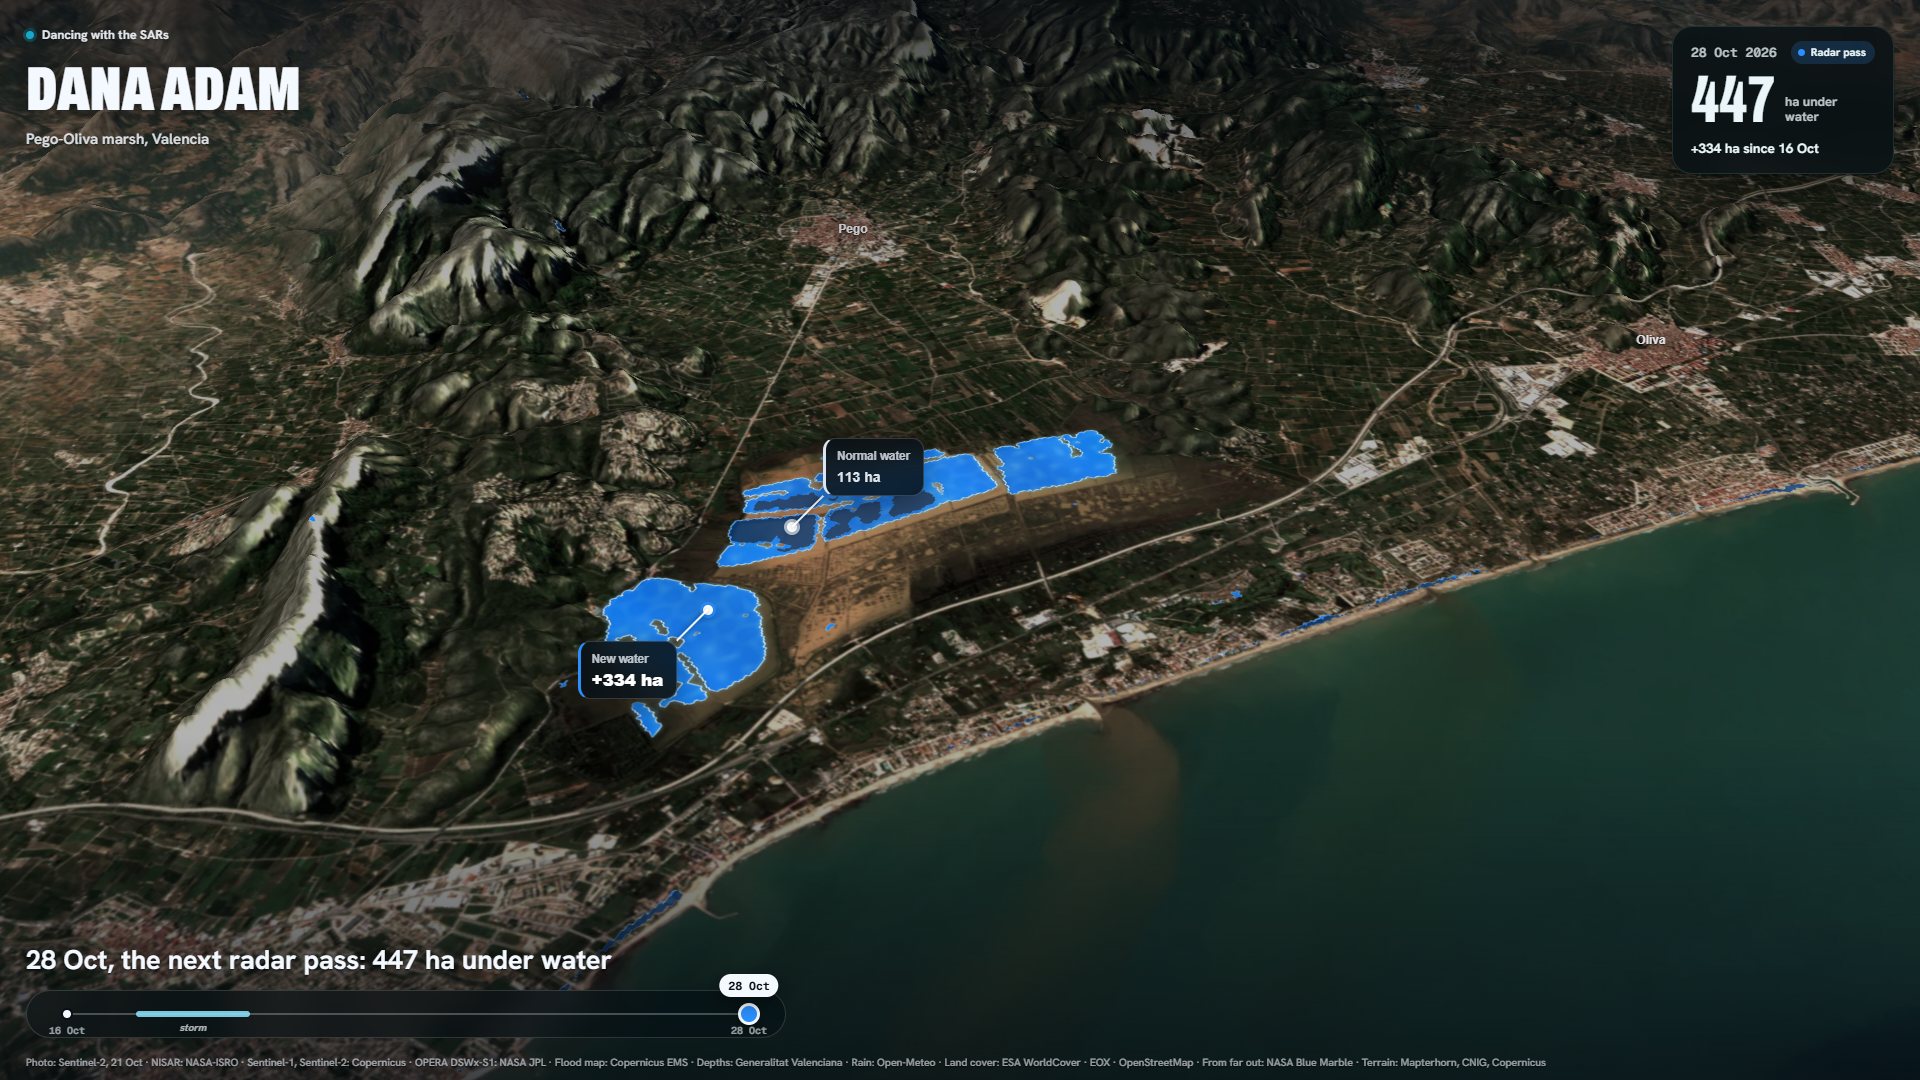 Dancing with the SARs
DANA ADAM
Pego-Oliva marsh, Valencia
28 Oct 2026
Radar pass
447
ha under
water
+334 ha since 16 Oct
Pego
Oliva
Normal water
113 ha
New water
+334 ha
28 Oct, the next radar pass: 447 ha under water
28 Oct
16 Oct
storm
28 Oct
Photo: Sentinel-2, 21 Oct · NISAR: NASA-ISRO · Sentinel-1, Sentinel-2: Copernicus · OPERA DSWx-S1: NASA JPL · Flood map: Copernicus EMS · Depths: Generalitat Valenciana · Rain: Open-Meteo · Land cover: ESA WorldCover · EOX · OpenStreetMap · From far out: NASA Blue Marble · Terrain: Mapterhorn, CNIG, Copernicus